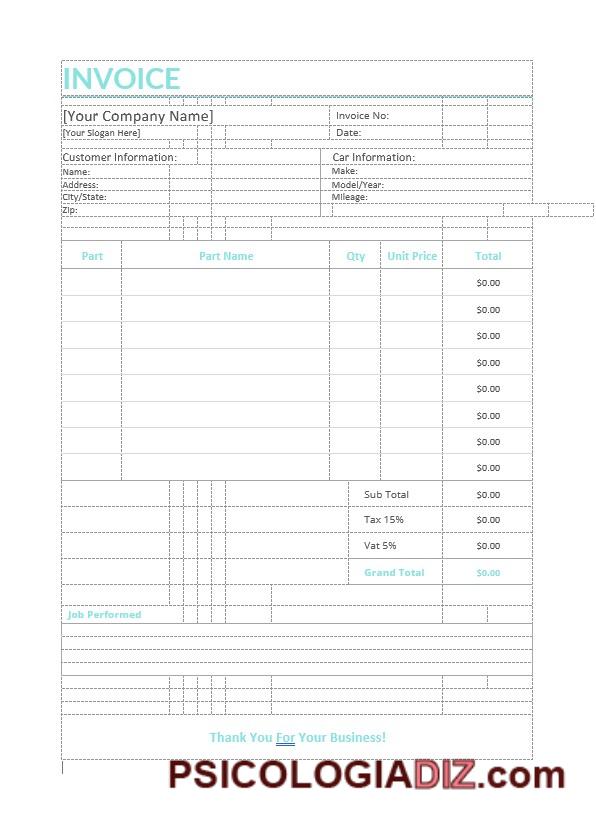 INVOICE
[Your Company Name] Invoice No:
[Your Slogan Here] Date:
Customer Information: Car Information:
Name: Make:
Address: Model/Year:
City/State: Mileage:
Zip:
Part Part Name Qty Unit Price Total
$0.00
$0.00
$0.00
$0.00
$0.00
$0.00
$0.00
$0.00
Sub Total $0.00
Tax 15% $0.00
Vat 5% $0.00
Grand Total $0.00
Job Performed
Thank You For Your Business!
PSICOLOGIADIZ.com